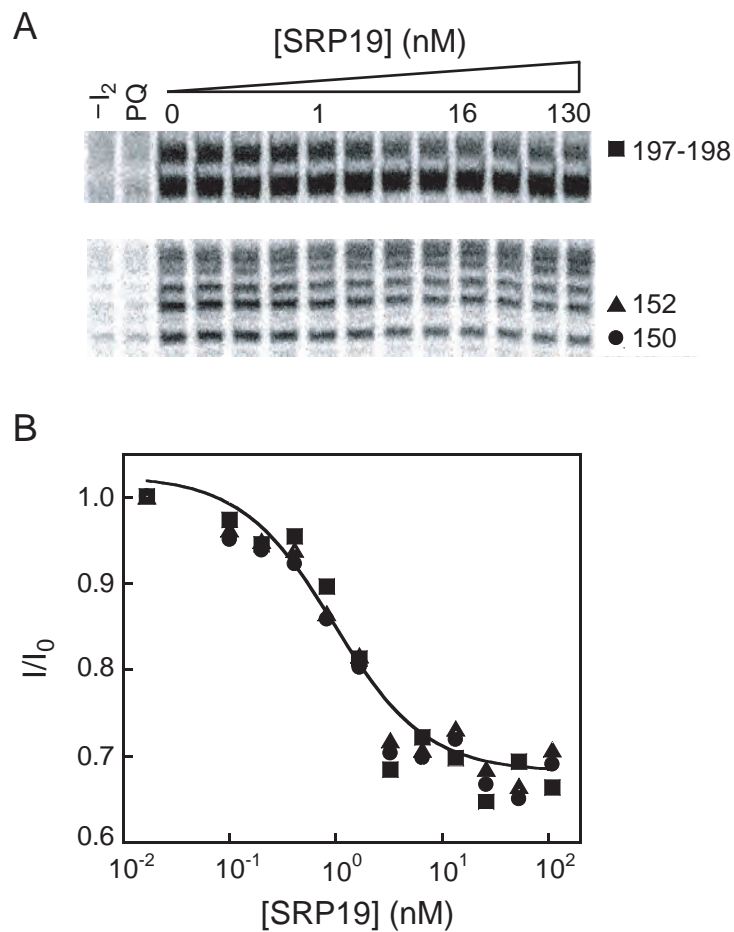 A
[SRP19] (nM)
–I₂
PQ
0 1 16 130
■ 197-198
▲ 152
● 150
B
1.0
0.9
0.8
0.7
0.6
I/I₀
10⁻² 10⁻¹ 10⁰ 10¹ 10²
[SRP19] (nM)